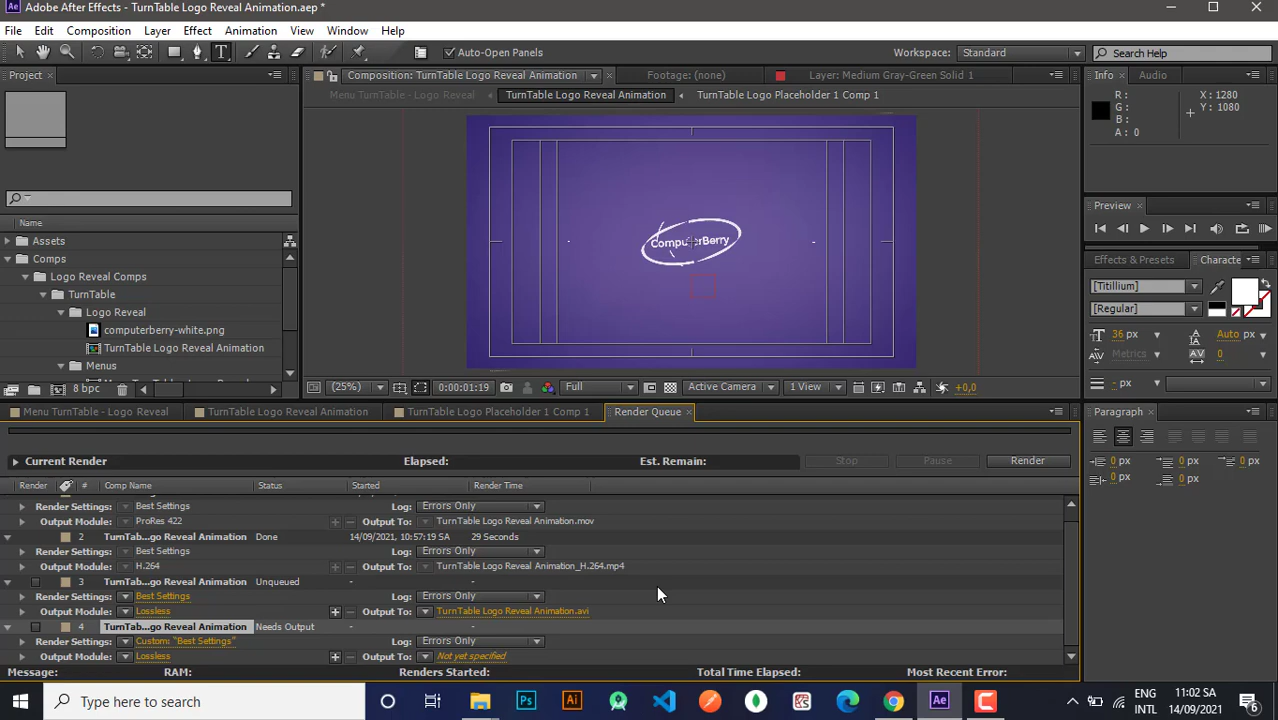 Adobe After Effects - TurnTable Logo Reveal Animation.aep *
File Edit Composition Layer Effect Animation View Window Help
Auto-Open Panels Workspace: Standard Search Help
Project Composition: TurnTable Logo Reveal Animation Footage: (none) Layer: Medium Gray-Green Solid 1 Info Audio
Menu TurnTable - Logo Reveal TurnTable Logo Reveal Animation TurnTable Logo Placeholder 1 Comp 1
R: X: 1280
G: Y: 1080
B:
A: 0
Name
Assets
Comps
Logo Reveal Comps
TurnTable
Logo Reveal
computerberry-white.png
TurnTable Logo Reveal Animation
Menus
8 bpc
ComputerBerry
(25%) 0:00:01:19 Full Active Camera 1 View +0,0
Preview
Effects & Presets Characte
[Titillium]
[Regular]
36 px Auto px
Metrics 0
- px
Menu TurnTable - Logo Reveal TurnTable Logo Reveal Animation TurnTable Logo Placeholder 1 Comp 1 Render Queue
Paragraph
0 px 0 px 0 px
0 px 0 px
Current Render Elapsed: Est. Remain: Stop Pause Render
Render # Comp Name Status Started Render Time
Render Settings: Best Settings Log: Errors Only
Output Module: ProRes 422 Output To: TurnTable Logo Reveal Animation.mov
2 TurnTab...go Reveal Animation Done 14/09/2021, 10:57:19 SA 29 Seconds
Render Settings: Best Settings Log: Errors Only
Output Module: H.264 Output To: TurnTable Logo Reveal Animation_H.264.mp4
3 TurnTab...go Reveal Animation Unqueued - -
Render Settings: Best Settings Log: Errors Only
Output Module: Lossless Output To: TurnTable Logo Reveal Animation.avi
4 TurnTab...go Reveal Animation Needs Output - -
Render Settings: Custom: "Best Settings" Log: Errors Only
Output Module: Lossless Output To: Not yet specified
Message: RAM: Renders Started: Total Time Elapsed: Most Recent Error:
Type here to search
ENG 11:02 SA
INTL 14/09/2021 6